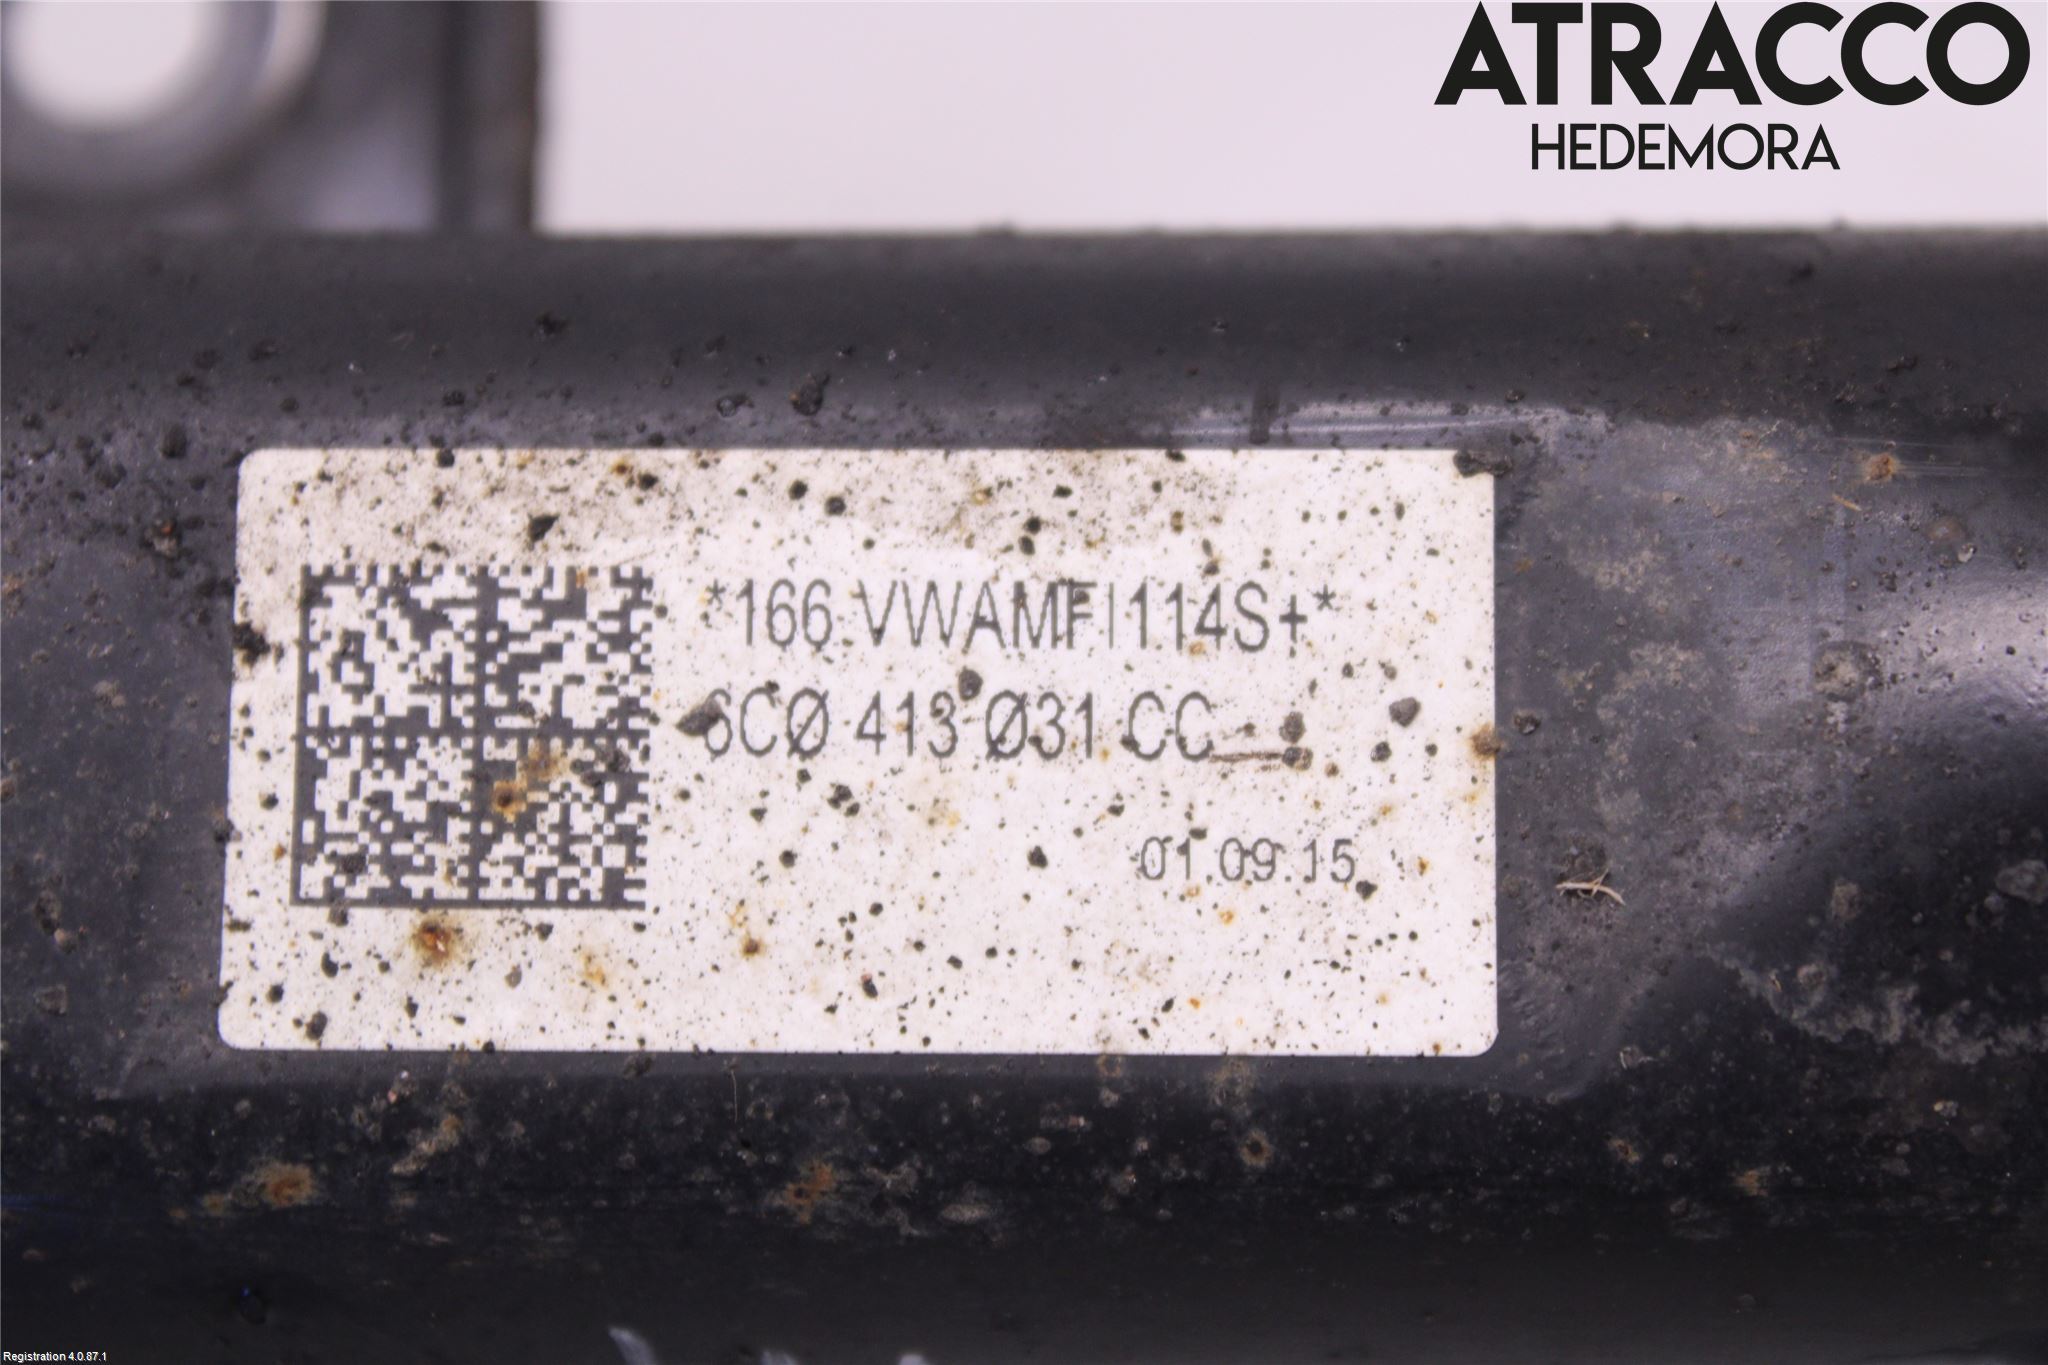 ATRACCO
HEDEMORA
*166 VWAMFI114S+*
6CØ 413 Ø31 CC
01.09.15
Registration 4.0.87.1